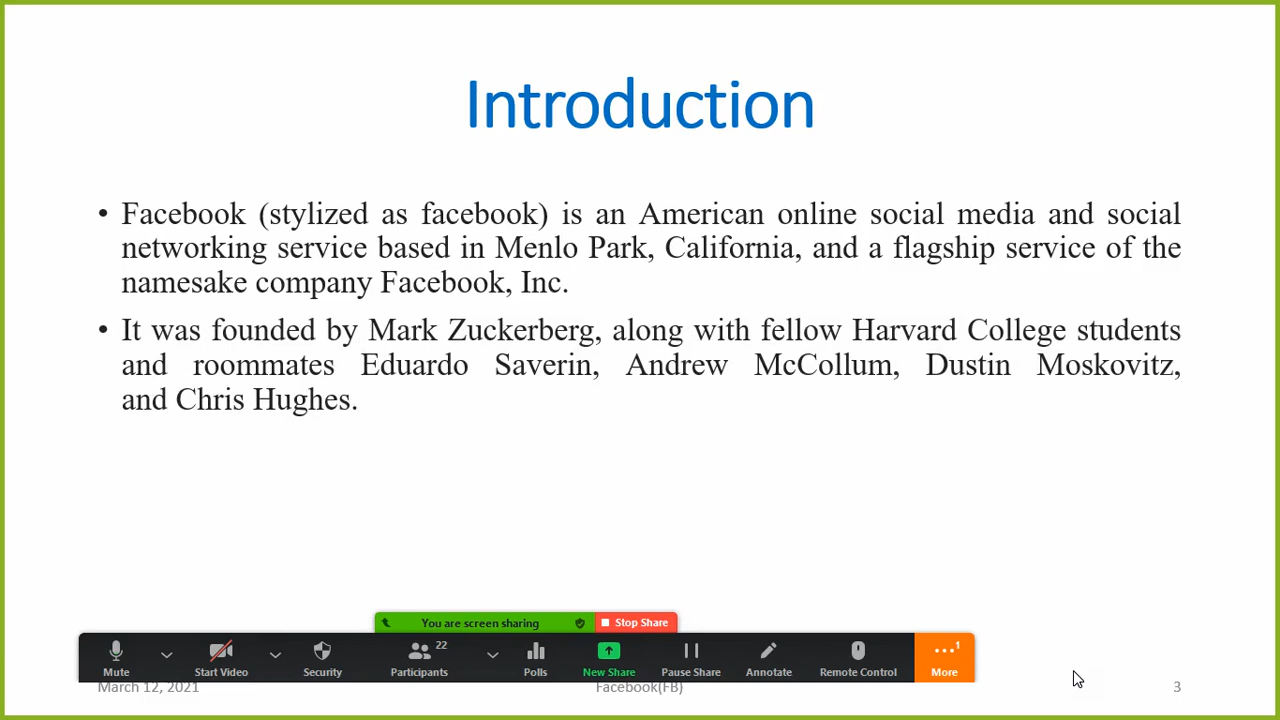 Introduction
• Facebook (stylized as facebook) is an American online social media and social
networking service based in Menlo Park, California, and a flagship service of the
namesake company Facebook, Inc.
• It was founded by Mark Zuckerberg, along with fellow Harvard College students
and roommates Eduardo Saverin, Andrew McCollum, Dustin Moskovitz,
and Chris Hughes.
You are screen sharing Stop Share
22 1
Mute Start Video Security Participants Polls New Share Pause Share Annotate Remote Control More
March 12, 2021 Facebook(FB) 3